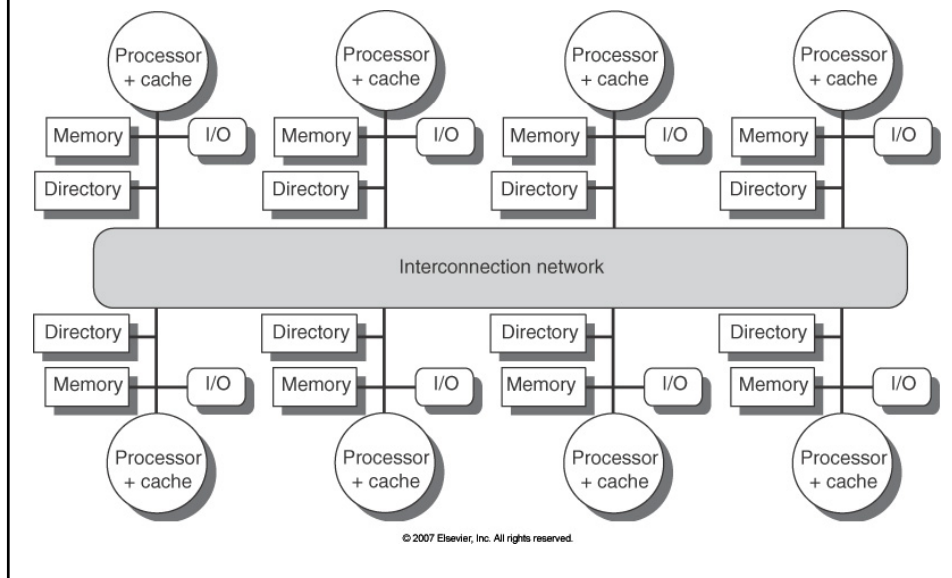 Processor
+ cache
Processor
+ cache
Processor
+ cache
Processor
+ cache
Memory
I/O
Memory
I/O
Memory
I/O
Memory
I/O
Directory
Directory
Directory
Directory
Interconnection network
Directory
Directory
Directory
Directory
Memory
I/O
Memory
I/O
Memory
I/O
Memory
I/O
Processor
+ cache
Processor
+ cache
Processor
+ cache
Processor
+ cache
© 2007 Elsevier, Inc. All rights reserved.